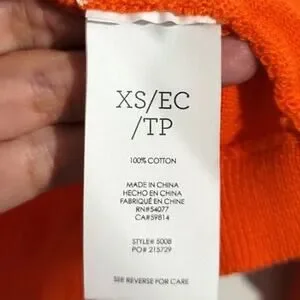 XS/EC
/TP
100% COTTON
MADE IN CHINA
HECHO EN CHINA
FABRIQUÉ EN CHINE
RN#54077
CA#59814
STYLE# 5008
PO# 215729
SEE REVERSE FOR CARE